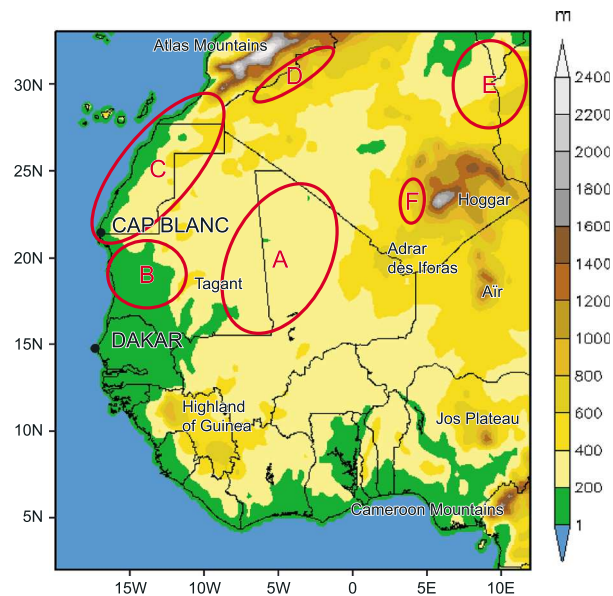 m
Atlas Mountains
2400
30N
D
E
2200
2000
25N
C
1800
F
Hoggar
1600
CAP BLANC
1400
20N
B
A
Adrar
des Iforas
1200
Tagant
Aïr
1000
15N
DAKAR
800
Highland
of Guinea
Jos Plateau
600
10N
400
200
5N
Cameroon Mountains
1
15W
10W
5W
0
5E
10E